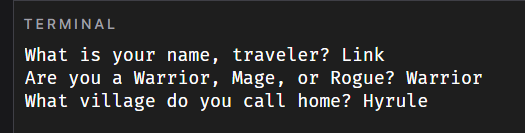 TERMINAL
What is your name, traveler? Link
Are you a Warrior, Mage, or Rogue? Warrior
What village do you call home? Hyrule